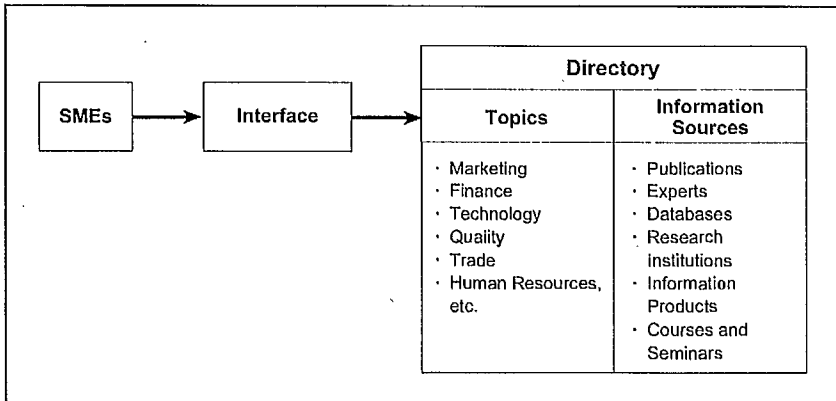 SMEs
Interface
Directory
Topics
Information
Sources
· Marketing
· Finance
· Technology
· Quality
· Trade
· Human Resources,
etc.
· Publications
· Experts
· Databases
· Research
institutions
· Information
Products
· Courses and
Seminars